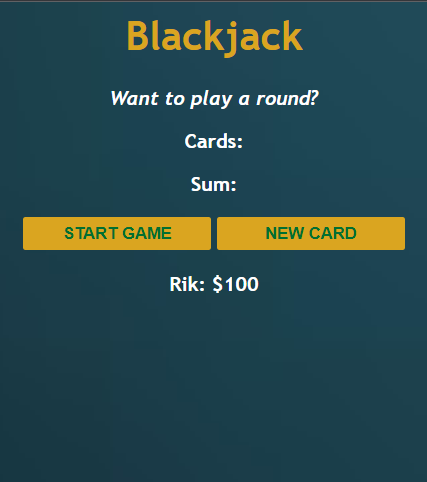 Blackjack
Want to play a round?
Cards:
Sum:
START GAME NEW CARD
Rik: $100